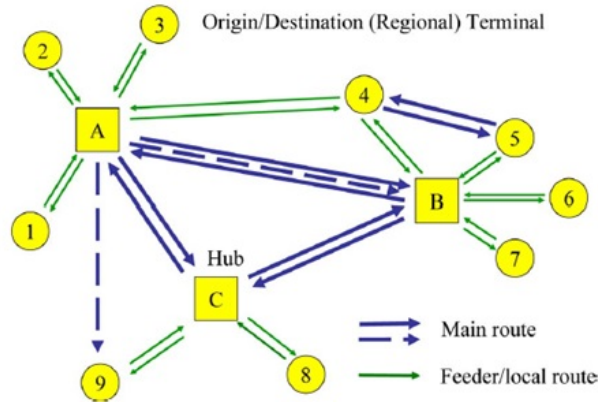 Origin/Destination (Regional) Terminal
3
2
4
A
5
B
6
1
7
Hub
C
Main route
8
Feeder/local route
9